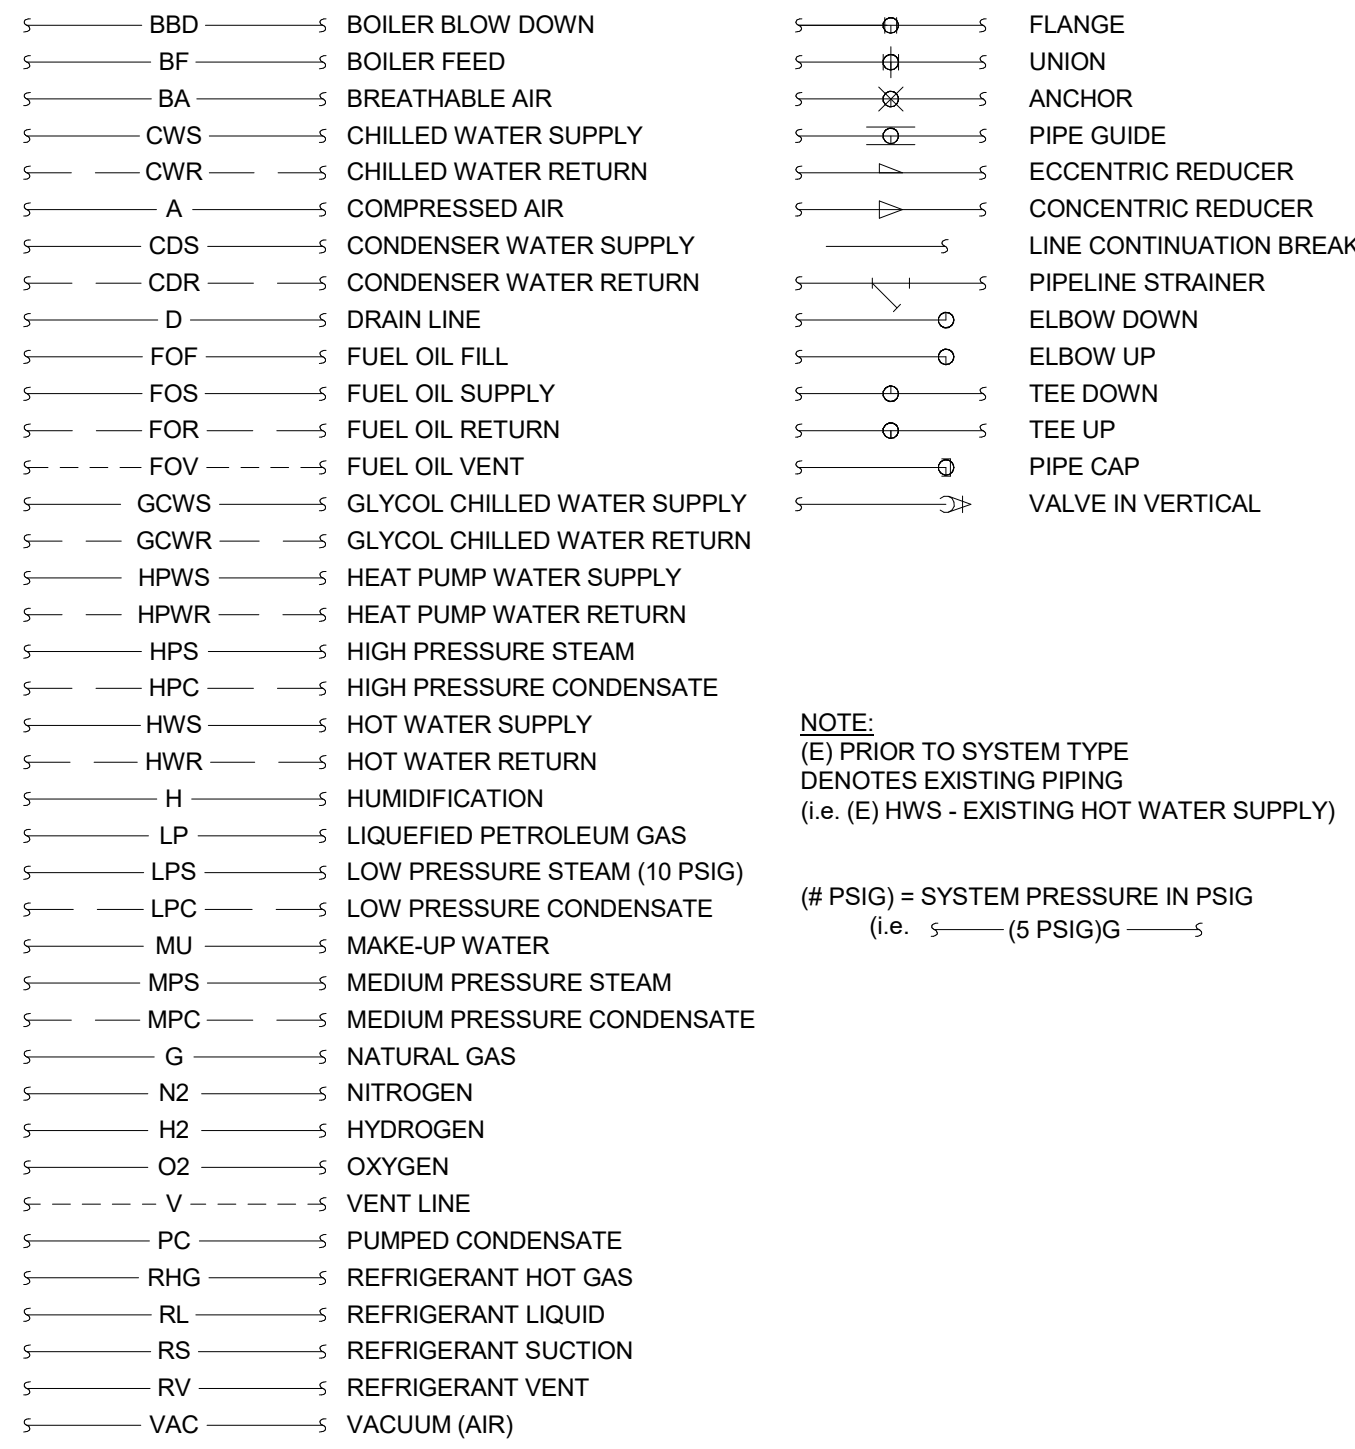 BBD BOILER BLOW DOWN
BF BOILER FEED
BA BREATHABLE AIR
CWS CHILLED WATER SUPPLY
CWR CHILLED WATER RETURN
A COMPRESSED AIR
CDS CONDENSER WATER SUPPLY
CDR CONDENSER WATER RETURN
D DRAIN LINE
FOF FUEL OIL FILL
FOS FUEL OIL SUPPLY
FOR FUEL OIL RETURN
FOV FUEL OIL VENT
GCWS GLYCOL CHILLED WATER SUPPLY
GCWR GLYCOL CHILLED WATER RETURN
HPWS HEAT PUMP WATER SUPPLY
HPWR HEAT PUMP WATER RETURN
HPS HIGH PRESSURE STEAM
HPC HIGH PRESSURE CONDENSATE
HWS HOT WATER SUPPLY
HWR HOT WATER RETURN
H HUMIDIFICATION
LP LIQUEFIED PETROLEUM GAS
LPS LOW PRESSURE STEAM (10 PSIG)
LPC LOW PRESSURE CONDENSATE
MU MAKE-UP WATER
MPS MEDIUM PRESSURE STEAM
MPC MEDIUM PRESSURE CONDENSATE
G NATURAL GAS
N2 NITROGEN
H2 HYDROGEN
O2 OXYGEN
V VENT LINE
PC PUMPED CONDENSATE
RHG REFRIGERANT HOT GAS
RL REFRIGERANT LIQUID
RS REFRIGERANT SUCTION
RV REFRIGERANT VENT
VAC VACUUM (AIR)
FLANGE
UNION
ANCHOR
PIPE GUIDE
ECCENTRIC REDUCER
CONCENTRIC REDUCER
LINE CONTINUATION BREAK
PIPELINE STRAINER
ELBOW DOWN
ELBOW UP
TEE DOWN
TEE UP
PIPE CAP
VALVE IN VERTICAL
NOTE:
(E) PRIOR TO SYSTEM TYPE
DENOTES EXISTING PIPING
(i.e. (E) HWS - EXISTING HOT WATER SUPPLY)
(# PSIG) = SYSTEM PRESSURE IN PSIG
(i.e. (5 PSIG)G